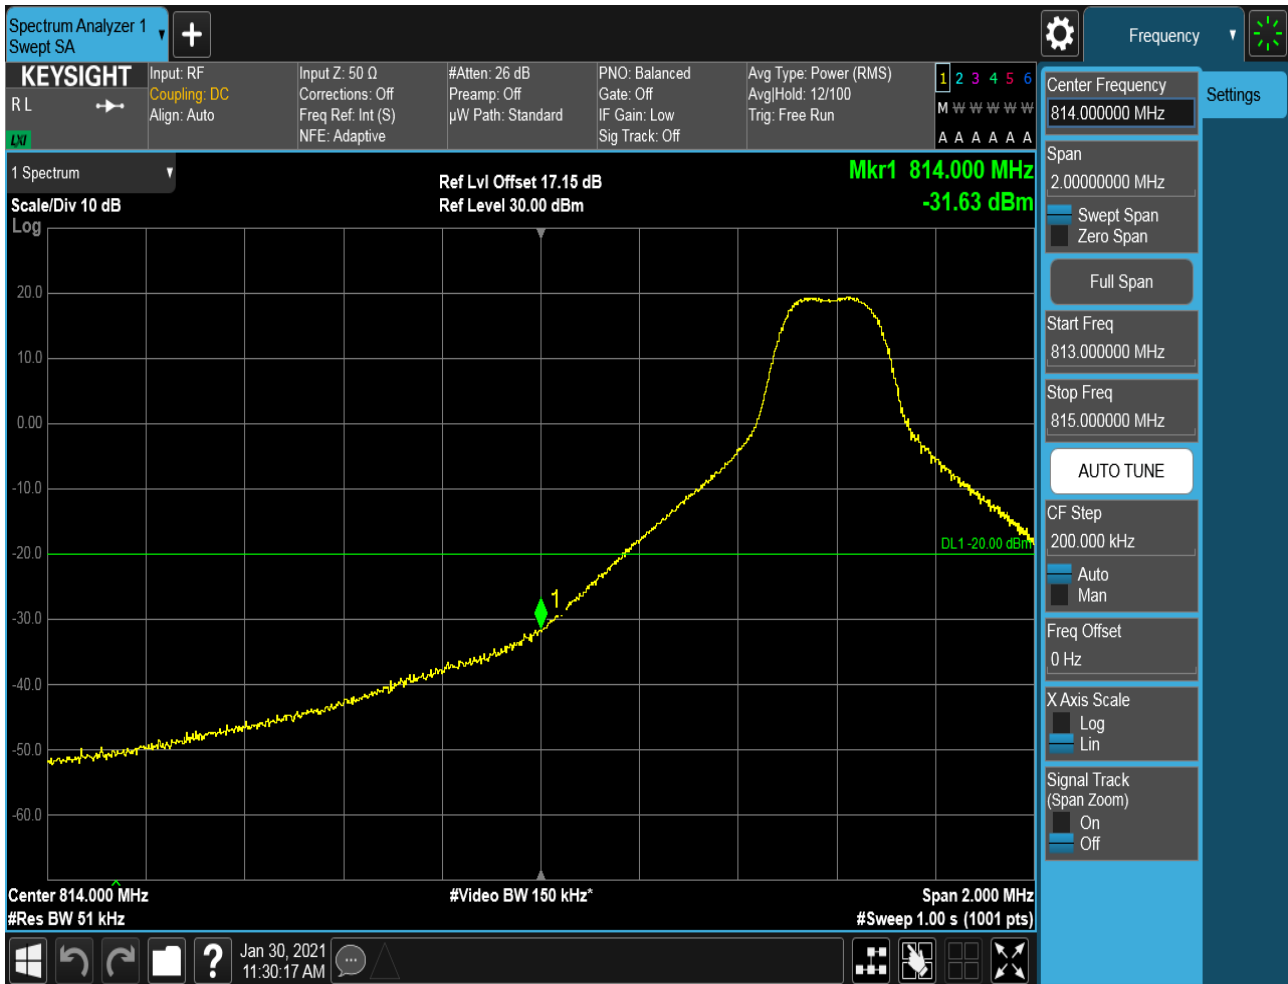 Spectrum Analyzer 1
Swept SA
+
Frequency
KEYSIGHT
R L
LXI
Input: RF
Coupling: DC
Align: Auto
Input Z: 50 Ω
Corrections: Off
Freq Ref: Int (S)
NFE: Adaptive
#Atten: 26 dB
Preamp: Off
µW Path: Standard
PNO: Balanced
Gate: Off
IF Gain: Low
Sig Track: Off
Avg Type: Power (RMS)
Avg|Hold: 12/100
Trig: Free Run
1 2 3 4 5 6
M W W W W W
A A A A A A
1 Spectrum
Scale/Div 10 dB
Log
Ref Lvl Offset 17.15 dB
Ref Level 30.00 dBm
Mkr1 814.000 MHz
-31.63 dBm
20.0
10.0
0.00
-10.0
-20.0
-30.0
-40.0
-50.0
-60.0
1
DL1 -20.00 dBm
Center 814.000 MHz
#Res BW 51 kHz
#Video BW 150 kHz*
Span 2.000 MHz
#Sweep 1.00 s (1001 pts)
Center Frequency
814.000000 MHz
Settings
Span
2.00000000 MHz
Swept Span
Zero Span
Full Span
Start Freq
813.000000 MHz
Stop Freq
815.000000 MHz
AUTO TUNE
CF Step
200.000 kHz
Auto
Man
Freq Offset
0 Hz
X Axis Scale
Log
Lin
Signal Track
(Span Zoom)
On
Off
?
Jan 30, 2021
11:30:17 AM